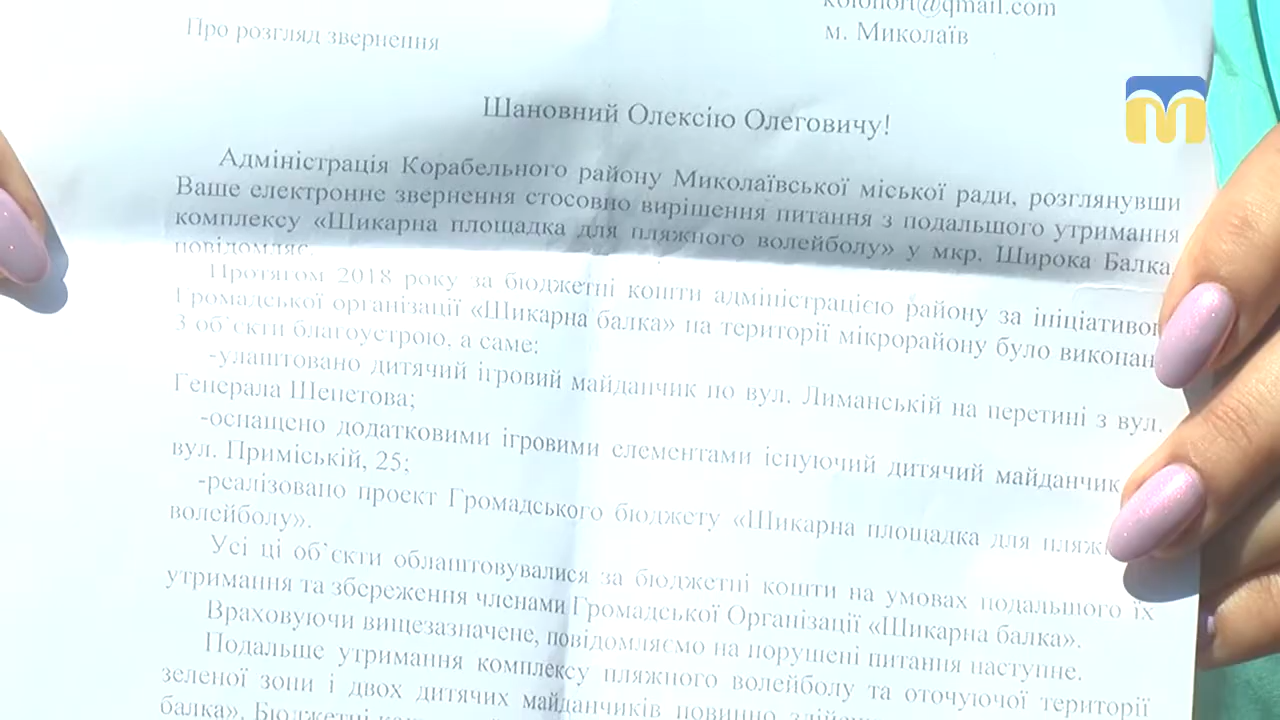 Про розгляд звернення
м. Миколаїв
Шановний Олексію Олеговичу!
Адміністрація Корабельного району Миколаївської міської ради, розглянувши
Ваше електронне звернення стосовно вирішення питання з подальшого утримання
комплексу «Шикарна площадка для пляжного волейболу» у мкр. Широка Балка,
повідомляє.
Протягом 2018 року за бюджетні кошти адміністрацією району за ініціативою
Громадської організації «Шикарна балка» на території мікрорайону було виконан
3 об`єкти благоустрою, а саме:
-улаштовано дитячий ігровий майданчик по вул. Лиманській на перетині з вул.
Генерала Шепетова;
-оснащено додатковими ігровими елементами існуючий дитячий майданчик
вул. Приміській, 25;
-реалізовано проєкт Громадського бюджету «Шикарна площадка для
волейболу».
Усі ці об`єкти облаштовувалися за бюджетні кошти на умовах подальшого їх
утримання та збереження членами Громадської Організації «Шикарна балка».
Враховуючи вищезазначене, повідомляємо на порушені питання наступне.
Подальше утримання комплексу пляжного волейболу та оточуючої території
зеленої зони і двох дитячих майданчиків повинно
балка». Бюджетні